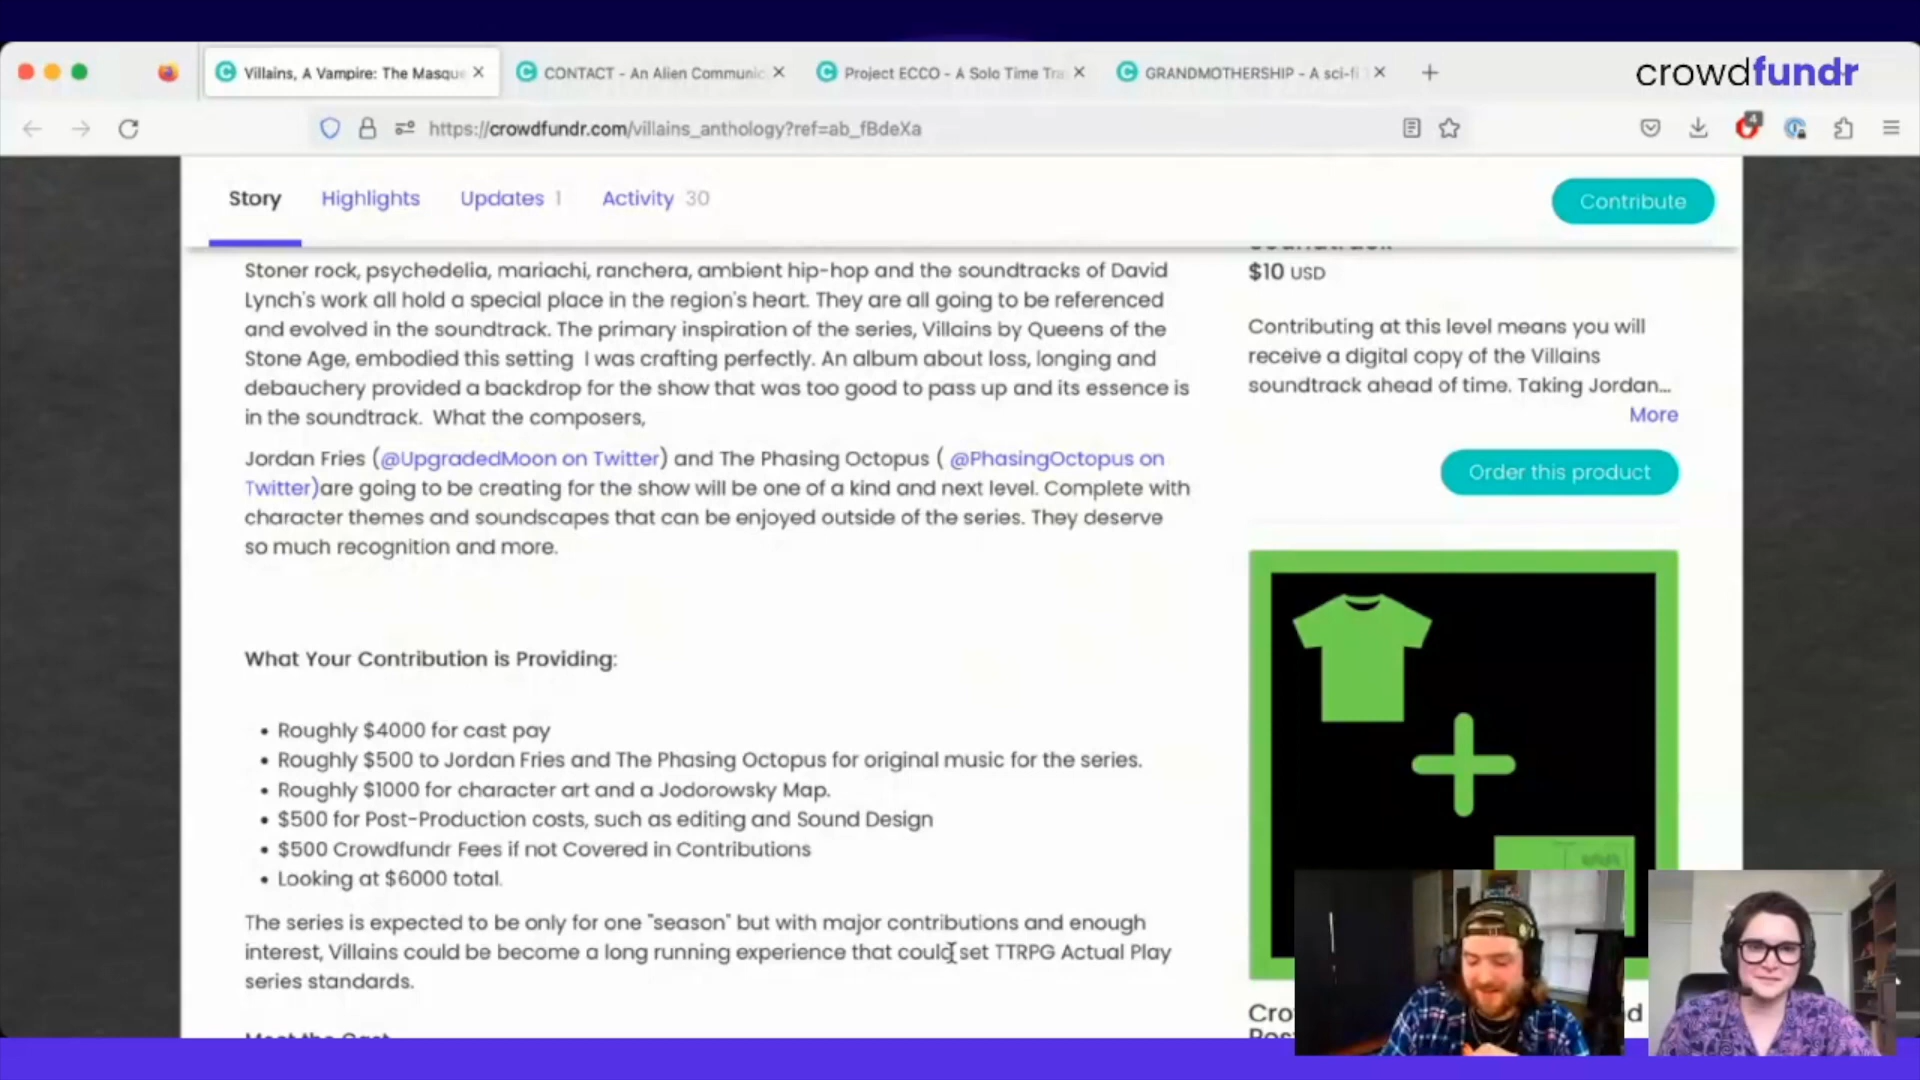 Villains, A Vampire: The Masque
CONTACT - An Alien Communic
Project ECCO - A Solo Time Tra
GRANDMOTHERSHIP - A sci-fi
crowdfundr
https://crowdfundr.com/villains_anthology?ref=ab_fBdeXa
4
Story
Highlights
Updates 1
Activity 30
Contribute
Stoner rock, psychedelia, mariachi, ranchera, ambient hip-hop and the soundtracks of David
Lynch's work all hold a special place in the region's heart. They are all going to be referenced
and evolved in the soundtrack. The primary inspiration of the series, Villains by Queens of the
Stone Age, embodied this setting I was crafting perfectly. An album about loss, longing and
debauchery provided a backdrop for the show that was too good to pass up and its essence is
in the soundtrack. What the composers,
Jordan Fries (@UpgradedMoon on Twitter) and The Phasing Octopus ( @PhasingOctopus on
Twitter)are going to be creating for the show will be one of a kind and next level. Complete with
character themes and soundscapes that can be enjoyed outside of the series. They deserve
so much recognition and more.
What Your Contribution is Providing:
• Roughly $4000 for cast pay
• Roughly $500 to Jordan Fries and The Phasing Octopus for original music for the series.
• Roughly $1000 for character art and a Jodorowsky Map.
• $500 for Post-Production costs, such as editing and Sound Design
• $500 Crowdfundr Fees if not Covered in Contributions
• Looking at $6000 total.
The series is expected to be only for one "season" but with major contributions and enough
interest, Villains could be become a long running experience that could set TTRPG Actual Play
series standards.
Meet the Cast
Soundtrack
$10 USD
Contributing at this level means you will
receive a digital copy of the Villains
soundtrack ahead of time. Taking Jordan...
More
Order this product